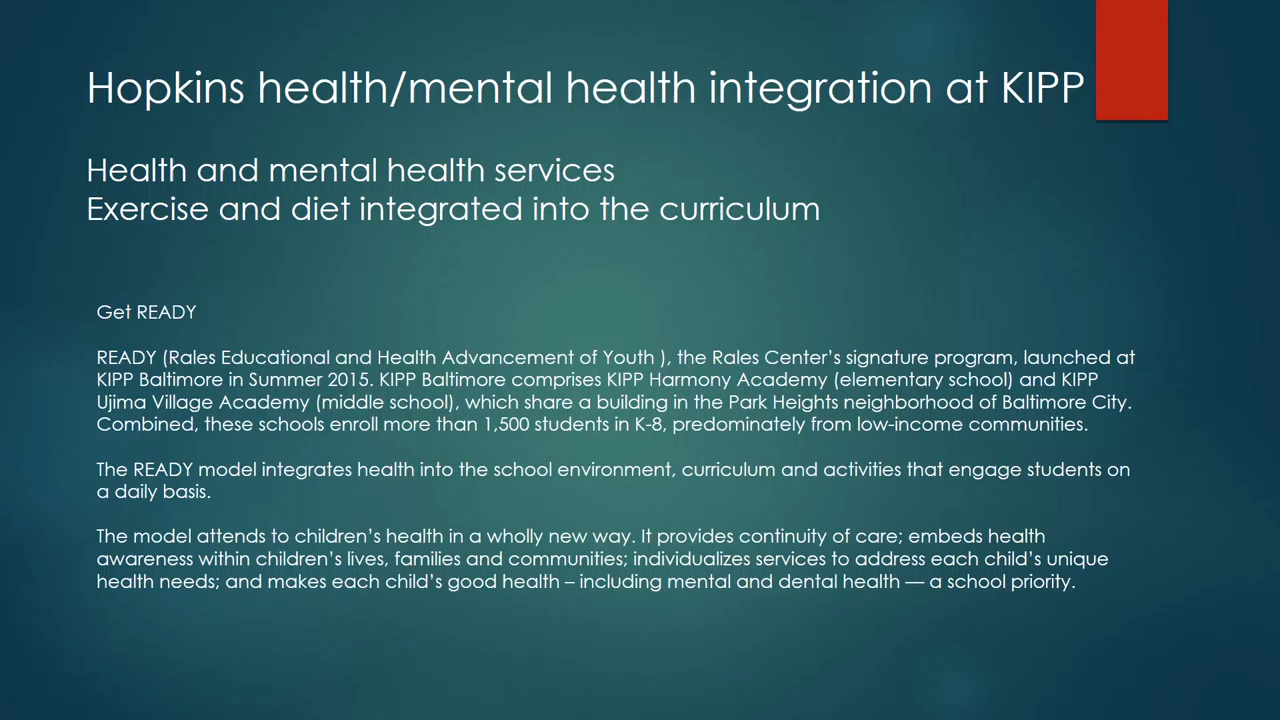 Hopkins health/mental health integration at KIPP
Health and mental health services
Exercise and diet integrated into the curriculum
Get READY
READY (Rales Educational and Health Advancement of Youth ), the Rales Center’s signature program, launched at
KIPP Baltimore in Summer 2015. KIPP Baltimore comprises KIPP Harmony Academy (elementary school) and KIPP
Ujima Village Academy (middle school), which share a building in the Park Heights neighborhood of Baltimore City.
Combined, these schools enroll more than 1,500 students in K-8, predominately from low-income communities.
The READY model integrates health into the school environment, curriculum and activities that engage students on
a daily basis.
The model attends to children’s health in a wholly new way. It provides continuity of care; embeds health
awareness within children’s lives, families and communities; individualizes services to address each child’s unique
health needs; and makes each child’s good health – including mental and dental health — a school priority.